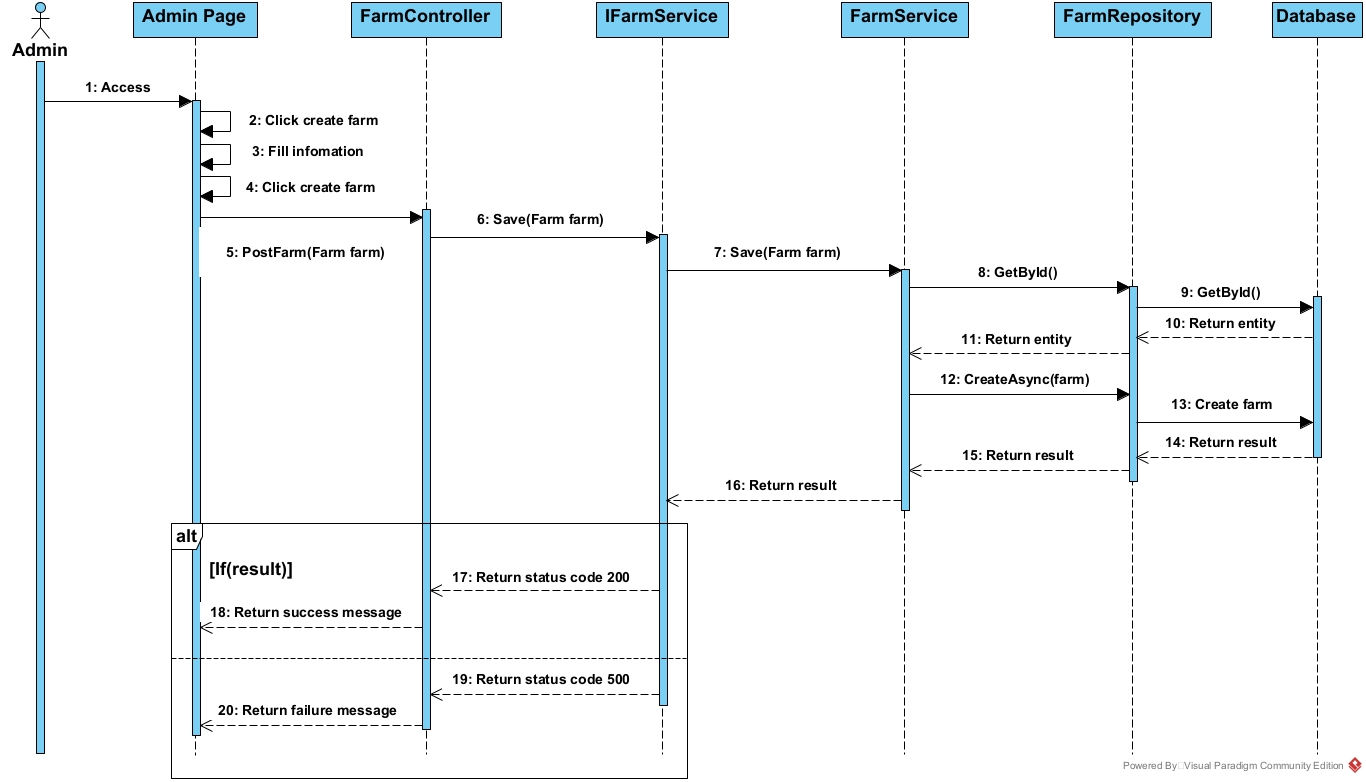 Admin Page
FarmController
IFarmService
FarmService
FarmRepository
Database
Admin
1: Access
2: Click create farm
3: Fill infomation
4: Click create farm
5: PostFarm(Farm farm)
6: Save(Farm farm)
7: Save(Farm farm)
8: GetById()
9: GetById()
10: Return entity
11: Return entity
12: CreateAsync(farm)
13: Create farm
14: Return result
15: Return result
16: Return result
alt
[If(result)]
17: Return status code 200
18: Return success message
19: Return status code 500
20: Return failure message
Powered By Visual Paradigm Community Edition